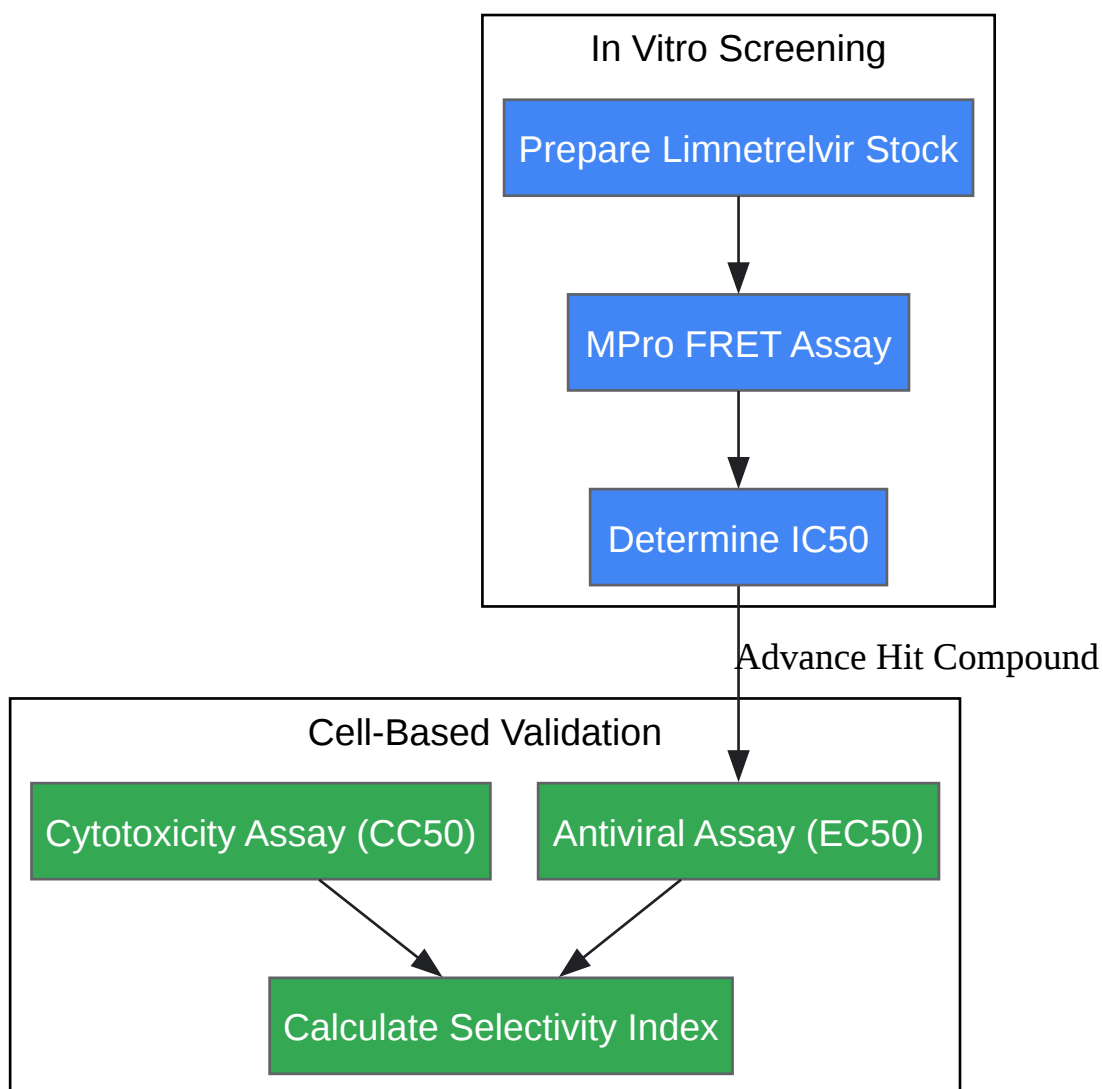 In Vitro Screening
Prepare Limnetrelvir Stock
MPro FRET Assay
Determine IC50
Advance Hit Compound
Cell-Based Validation
Cytotoxicity Assay (CC50)
Antiviral Assay (EC50)
Calculate Selectivity Index